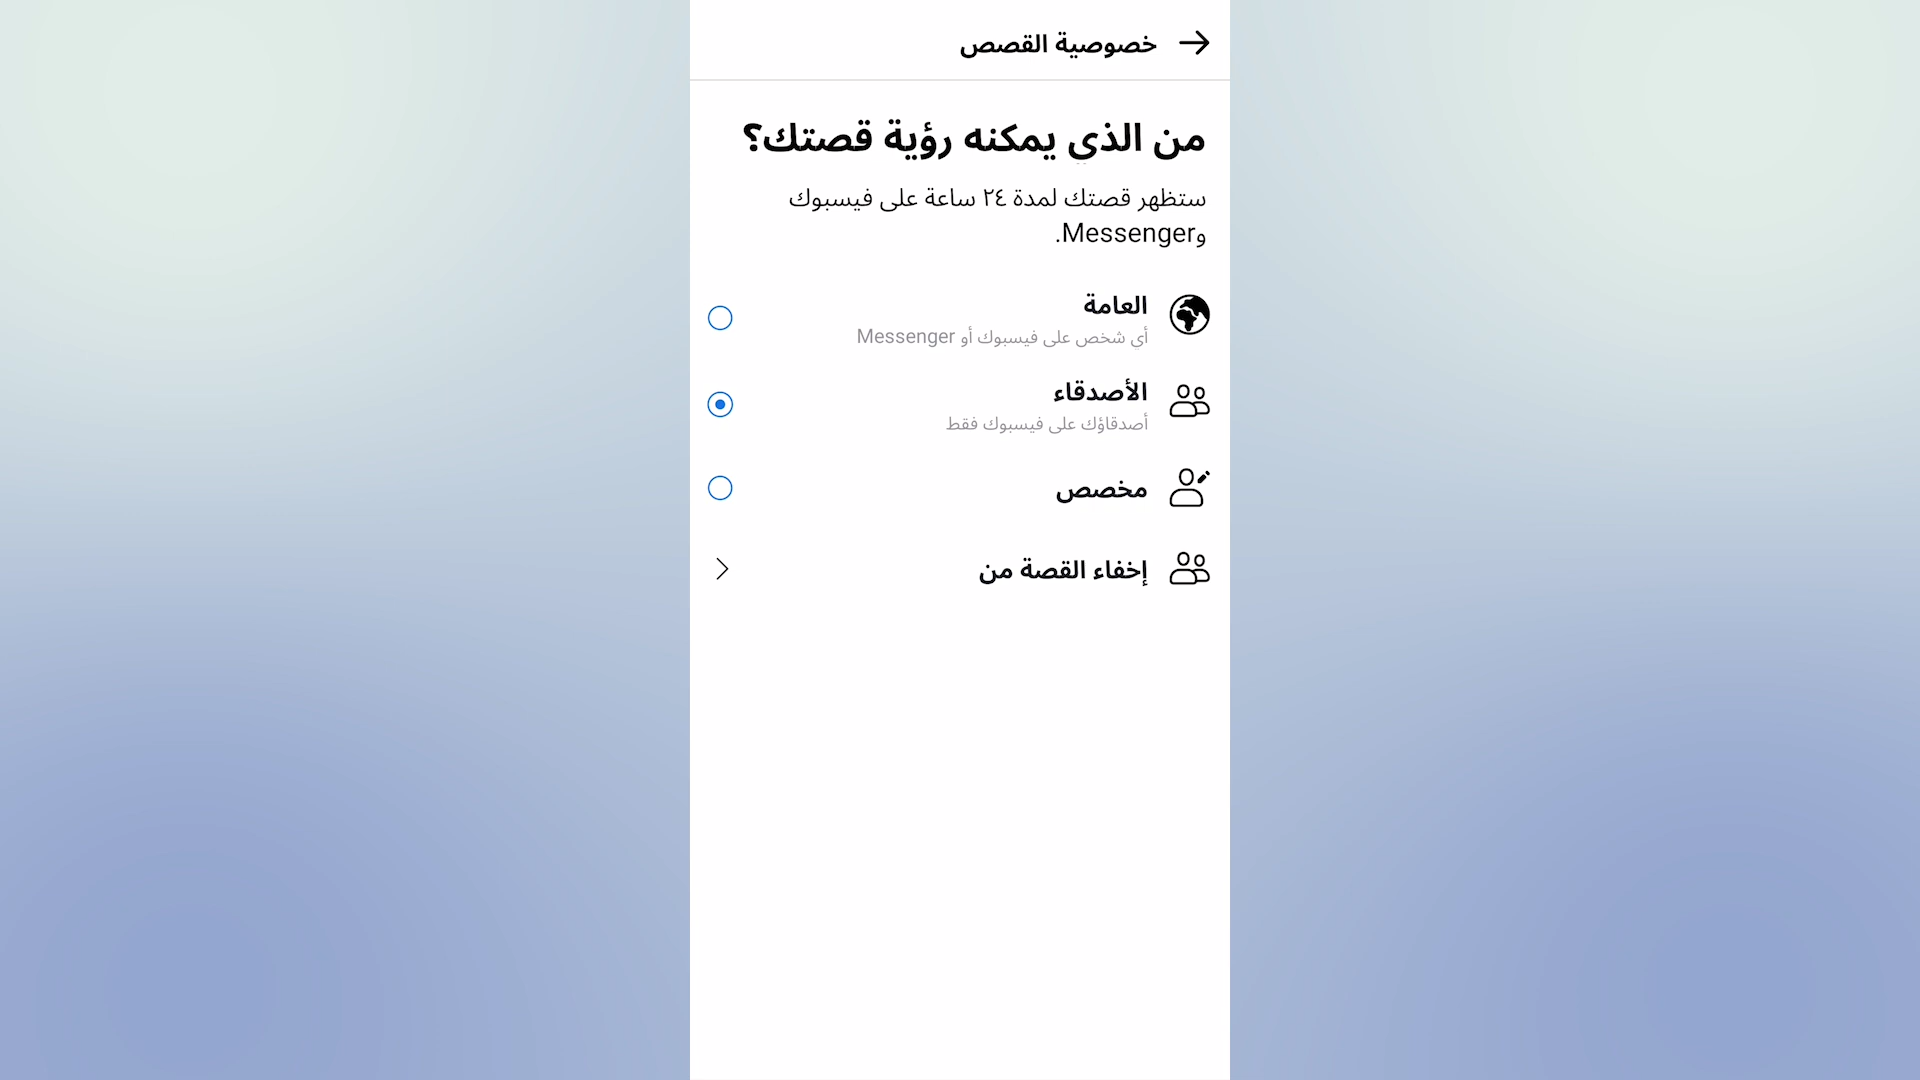 خصوصية القصص
من الذي يمكنه رؤية قصتك؟
ستظهر قصتك لمدة ٢٤ ساعة على فيسبوك
وMessenger.
العامة
أي شخص على فيسبوك أو Messenger
الأصدقاء
أصدقاؤك على فيسبوك فقط
مخصص
إخفاء القصة من